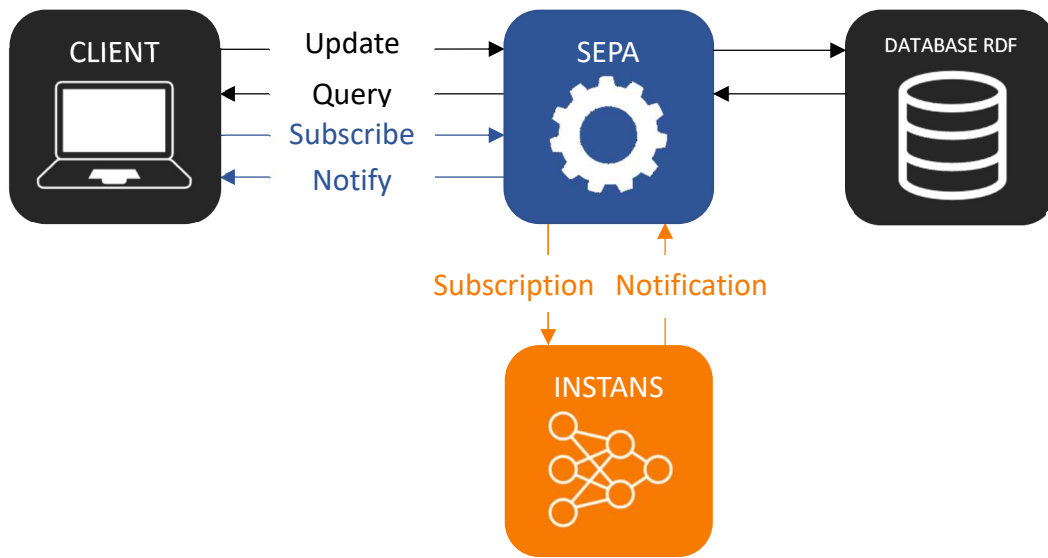 CLIENT
Update
SEPA
DATABASE RDF
Query
Subscribe
Notify
Subscription
Notification
INSTANS